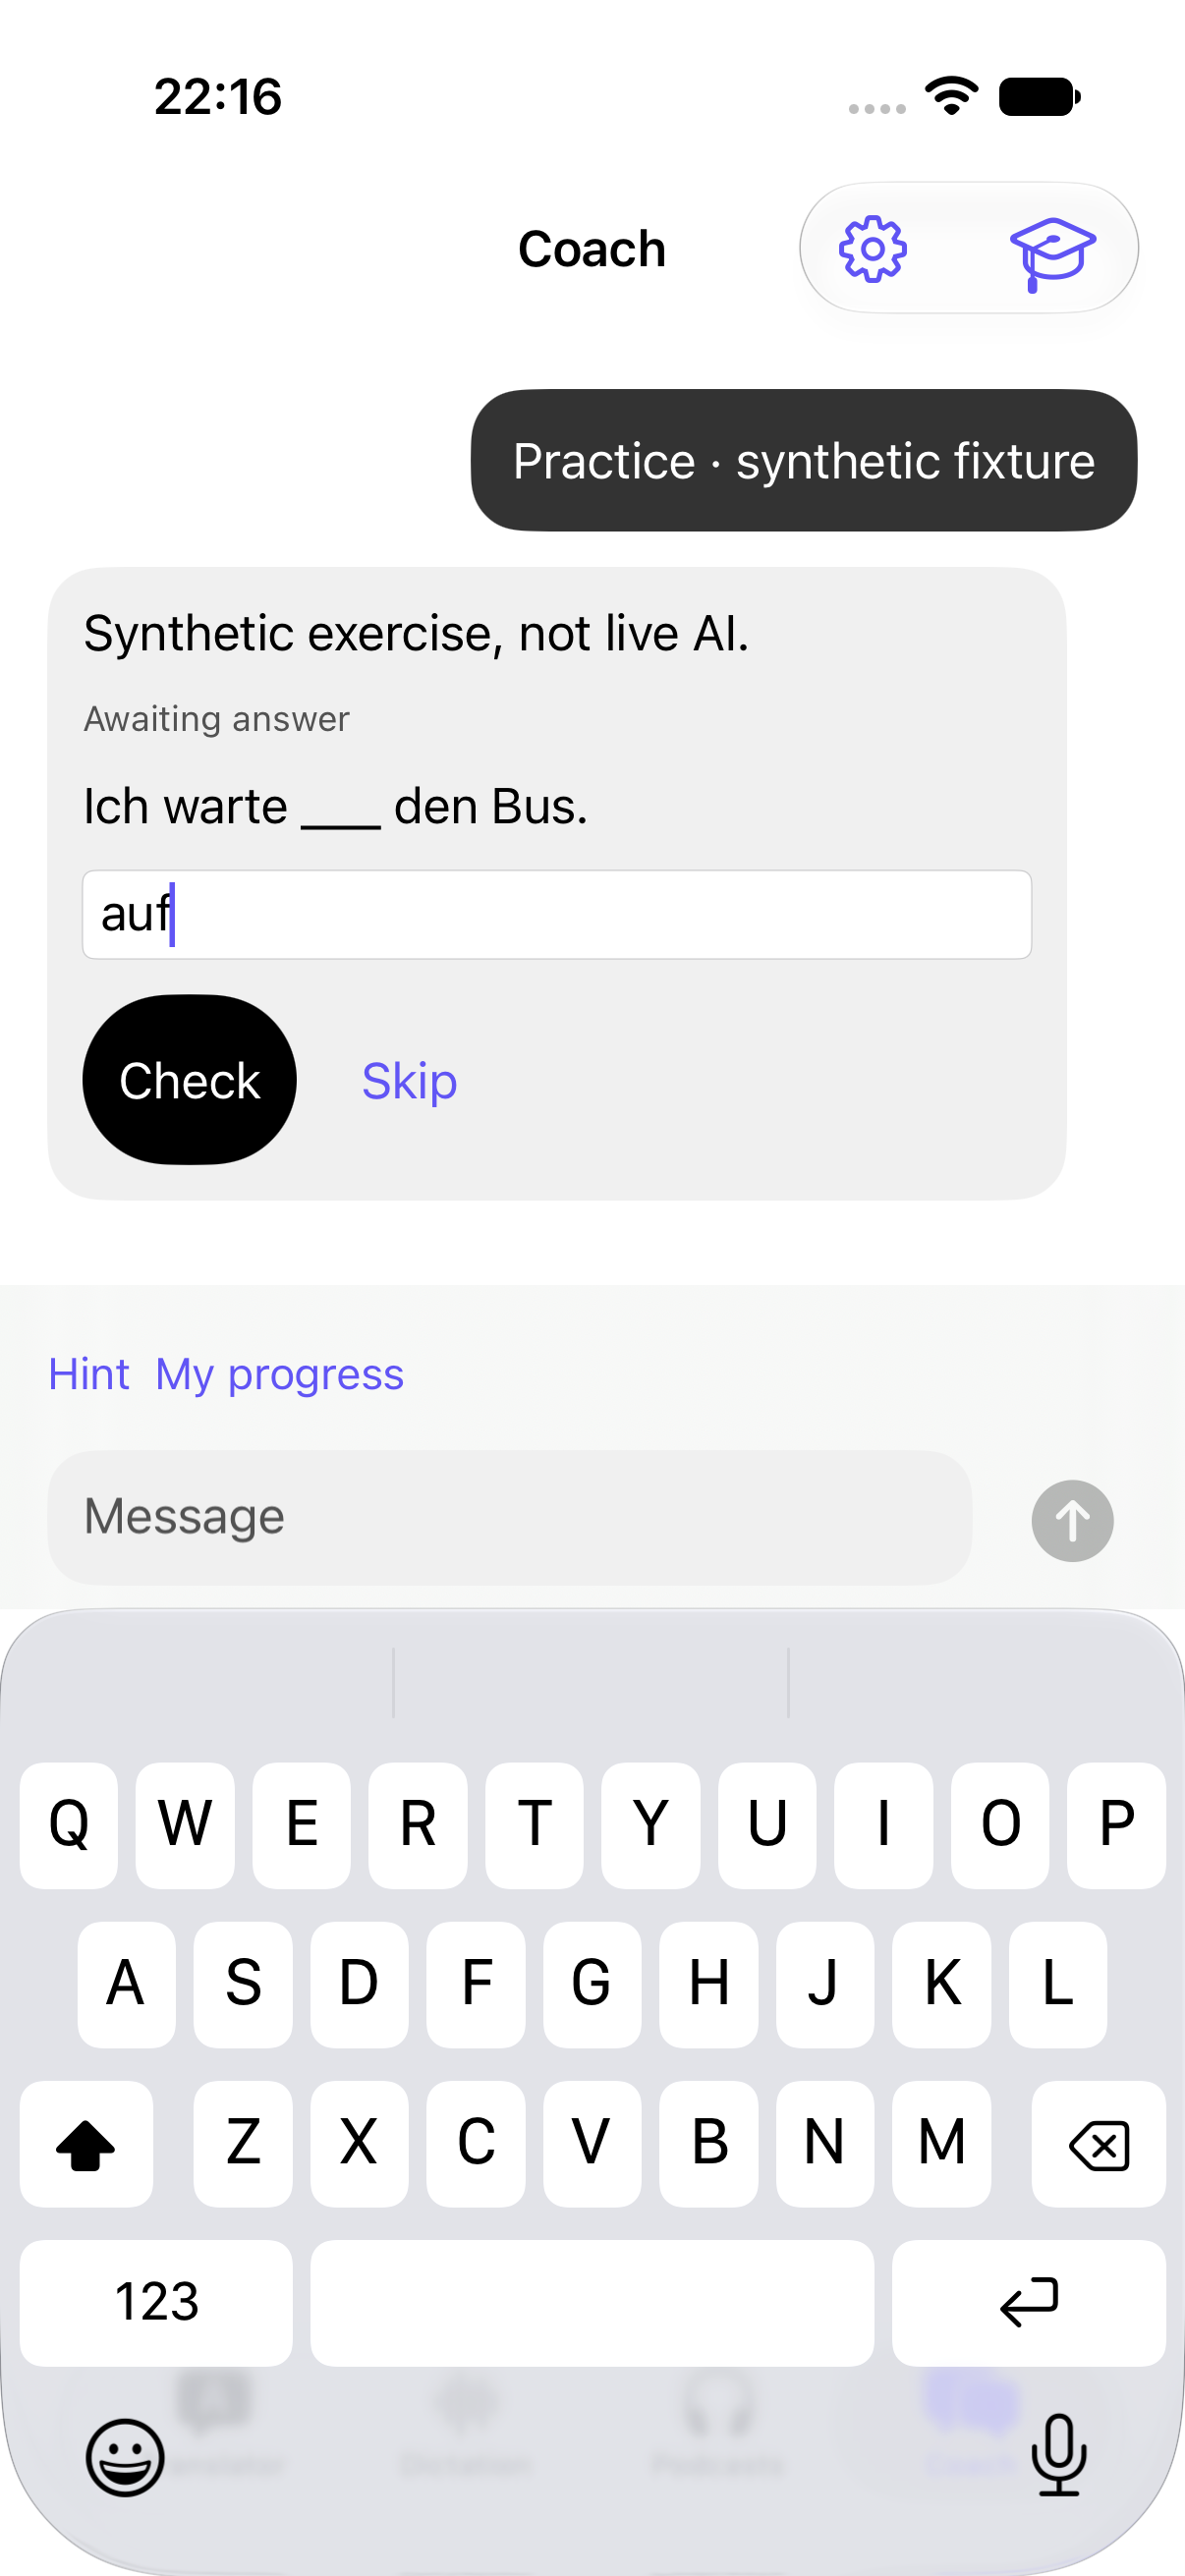 22:16
Coach
Practice · synthetic fixture
Synthetic exercise, not live AI.
Awaiting answer
Ich warte ____ den Bus.
auf
Check Skip
Hint My progress
Message
Q W E R T Y U I O P
A S D F G H J K L
Z X C V B N M
123